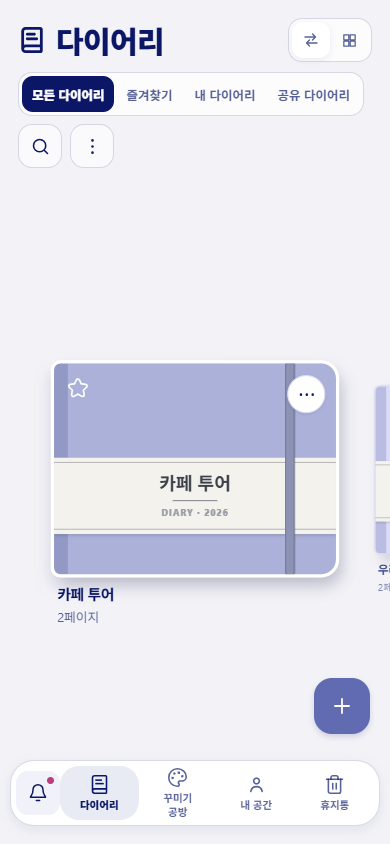 다이어리
모든 다이어리
즐겨찾기
내 다이어리
공유 다이어리
카페 투어
DIARY · 2026
카페 투어
2페이지
다이어리
꾸미기
공방
내 공간
휴지통